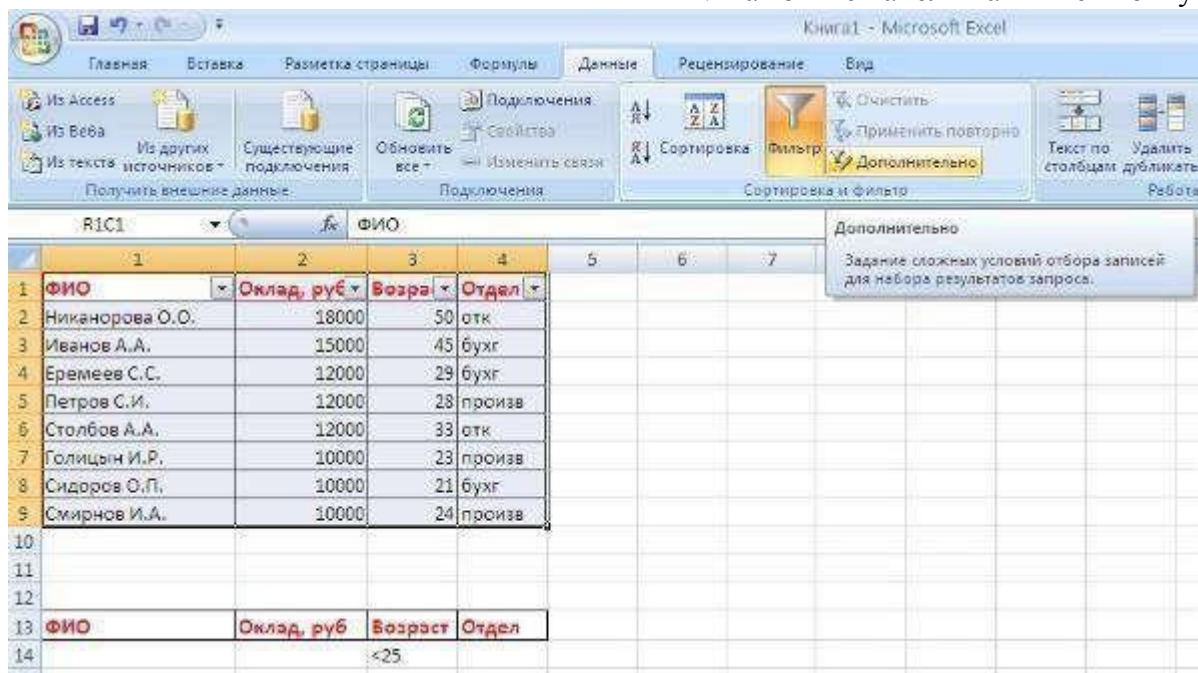 Книга1 - Microsoft Excel
Главная Вставка Разметка страницы Формулы Данные Рецензирование Вид
Из Access
Из Веба
Из текста
Из других источников
Существующие подключения
Получить внешние данные
Обновить все
Подключения
Свойства
Изменить связи
Подключения
Сортировка
Фильтр
Очистить
Применить повторно
Дополнительно
Сортировка и фильтр
Текст по столбцам
Удалить дубликаты
Работа
R1C1 fx ФИО
Дополнительно
Задание сложных условий отбора записей
для набора результатов запроса.
1 2 3 4 5 6 7
1 ФИО Оклад, руб Возра Отдел
2 Никанорова О.О. 18000 50 отк
3 Иванов А.А. 15000 45 бухг
4 Еремеев С.С. 12000 29 бухг
5 Петров С.И. 12000 28 произв
6 Столбов А.А. 12000 33 отк
7 Голицын И.Р. 10000 23 произв
8 Сидоров О.П. 10000 21 бухг
9 Смирнов И.А. 10000 24 произв
10
11
12
13 ФИО Оклад, руб Возраст Отдел
14 <25